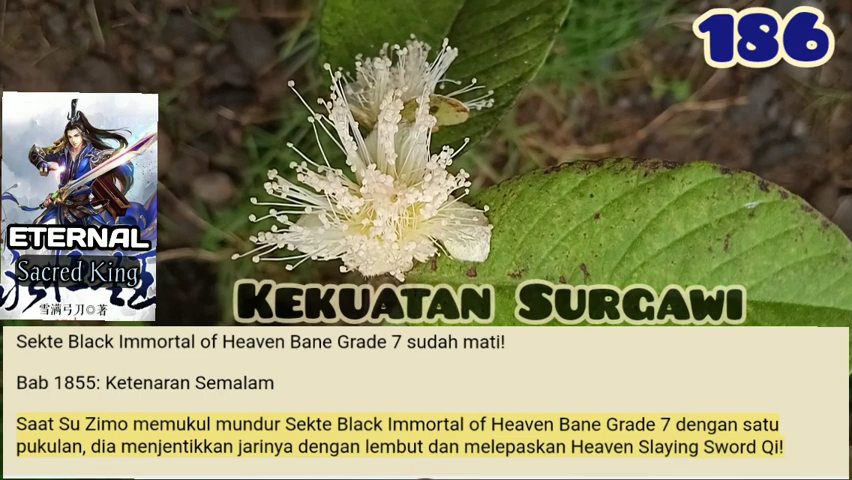 186
ETERNAL
Sacred King
雪满弓刀◎著
KEKUATAN SURGAWI
Sekte Black Immortal of Heaven Bane Grade 7 sudah mati!
Bab 1855: Ketenaran Semalam
Saat Su Zimo memukul mundur Sekte Black Immortal of Heaven Bane Grade 7 dengan satu
pukulan, dia menjentikkan jarinya dengan lembut dan melepaskan Heaven Slaying Sword Qi!